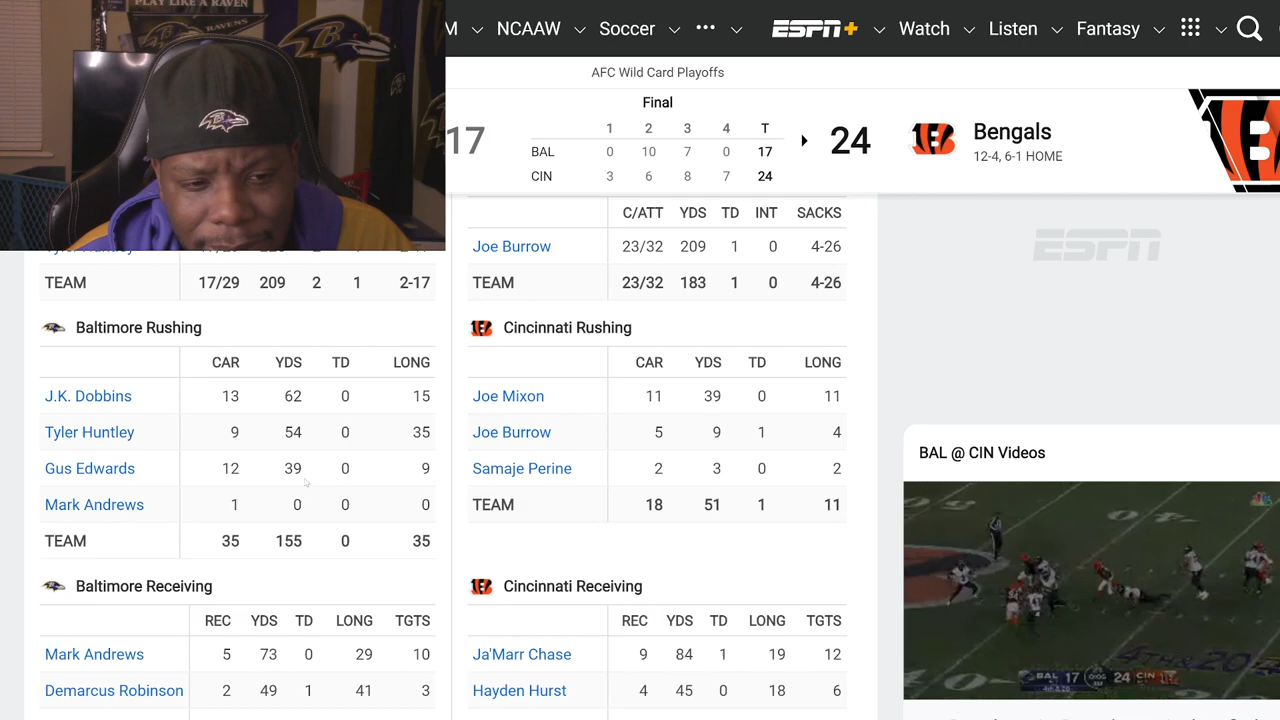 PLAY LIKE A RAVEN
RAVENS
M NCAAW Soccer ••• ESPN+ Watch Listen Fantasy
AFC Wild Card Playoffs
Final
1 2 3 4 T
BAL 0 10 7 0 17
CIN 3 6 8 7 24
17
24
Bengals
12-4, 6-1 HOME
C/ATT YDS TD INT SACKS
Joe Burrow 23/32 209 1 0 4-26
TEAM 23/32 183 1 0 4-26
TEAM 17/29 209 2 1 2-17
ESPN
Baltimore Rushing
CAR YDS TD LONG
J.K. Dobbins 13 62 0 15
Tyler Huntley 9 54 0 35
Gus Edwards 12 39 0 9
Mark Andrews 1 0 0 0
TEAM 35 155 0 35
Cincinnati Rushing
CAR YDS TD LONG
Joe Mixon 11 39 0 11
Joe Burrow 5 9 1 4
Samaje Perine 2 3 0 2
TEAM 18 51 1 11
Baltimore Receiving
REC YDS TD LONG TGTS
Mark Andrews 5 73 0 29 10
Demarcus Robinson 2 49 1 41 3
Cincinnati Receiving
REC YDS TD LONG TGTS
Ja'Marr Chase 9 84 1 19 12
Hayden Hurst 4 45 0 18 6
BAL @ CIN Videos
BAL 17 0:05 24 CIN
4th & 20